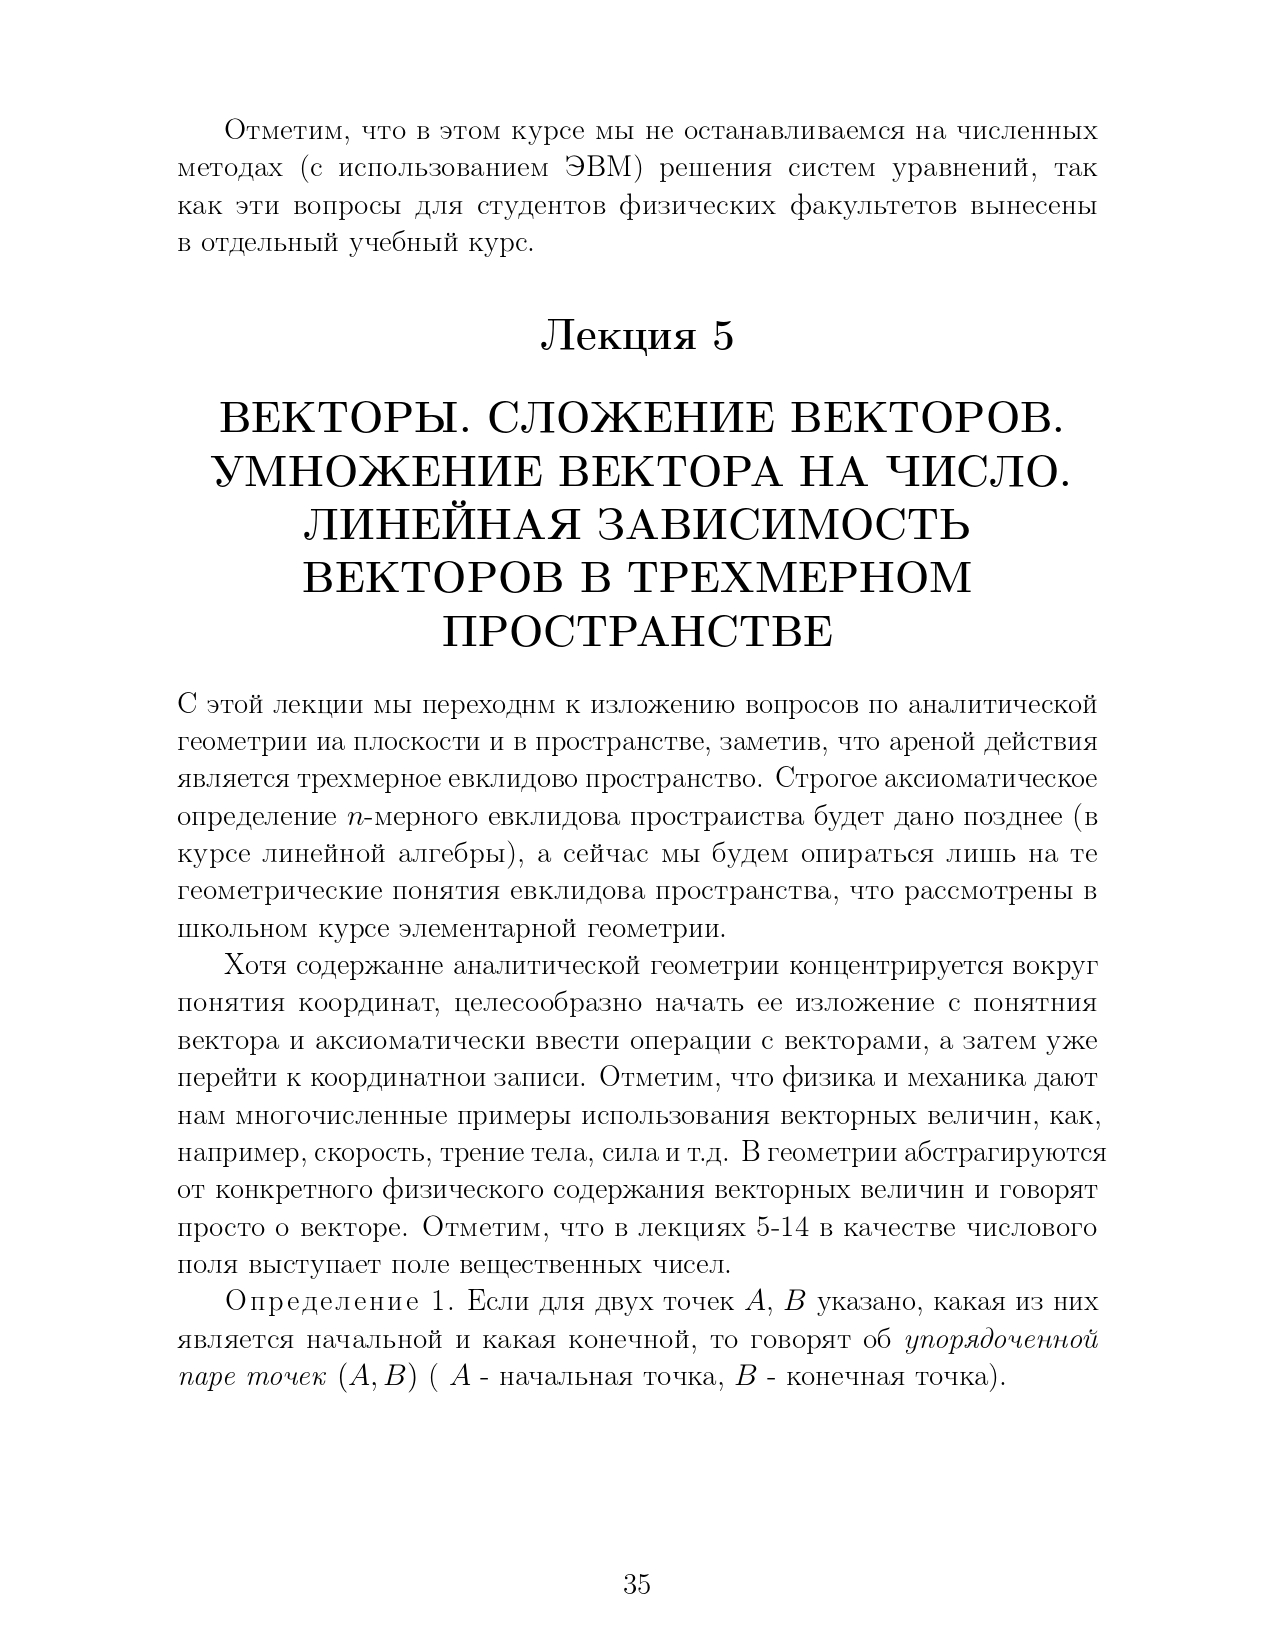 Отметим, что в этом курсе мы не останавливаемся на численных
методах (с использованием ЭВМ) решения систем уравнений, так
как эти вопросы для студентов физических факультетов вынесены
в отдельный учебный курс.
Лекция 5
ВЕКТОРЫ. СЛОЖЕНИЕ ВЕКТОРОВ.
УМНОЖЕНИЕ ВЕКТОРА НА ЧИСЛО.
ЛИНЕЙНАЯ ЗАВИСИМОСТЬ
ВЕКТОРОВ В ТРЕХМЕРНОМ
ПРОСТРАНСТВЕ
С этой лекции мы переходнм к изложению вопросов по аналитической
геометрии иа плоскости и в пространстве, заметив, что ареной действия
является трехмерное евклидово пространство. Строгое аксиоматическое
определение n-мерного евклидова простраиства будет дано позднее (в
курсе линейной алгебры), а сейчас мы будем опираться лишь на те
геометрические понятия евклидова пространства, что рассмотрены в
школьном курсе элементарной геометрии.
Хотя содержанне аналитической геометрии концентрируется вокруг
понятия координат, целесообразно начать ее изложение с понятния
вектора и аксиоматически ввести операции с векторами, а затем уже
перейти к координатнои записи. Отметим, что физика и механика дают
нам многочисленные примеры использования векторных величин, как,
например, скорость, трение тела, сила и т.д. В геометрии абстрагируются
от конкретного физического содержания векторных величин и говорят
просто о векторе. Отметим, что в лекциях 5-14 в качестве числового
поля выступает поле вещественных чисел.
Определение 1. Если для двух точек A, B указано, какая из них
является начальной и какая конечной, то говорят об упорядоченной
паре точек (A, B) ( A - начальная точка, B - конечная точка).
35